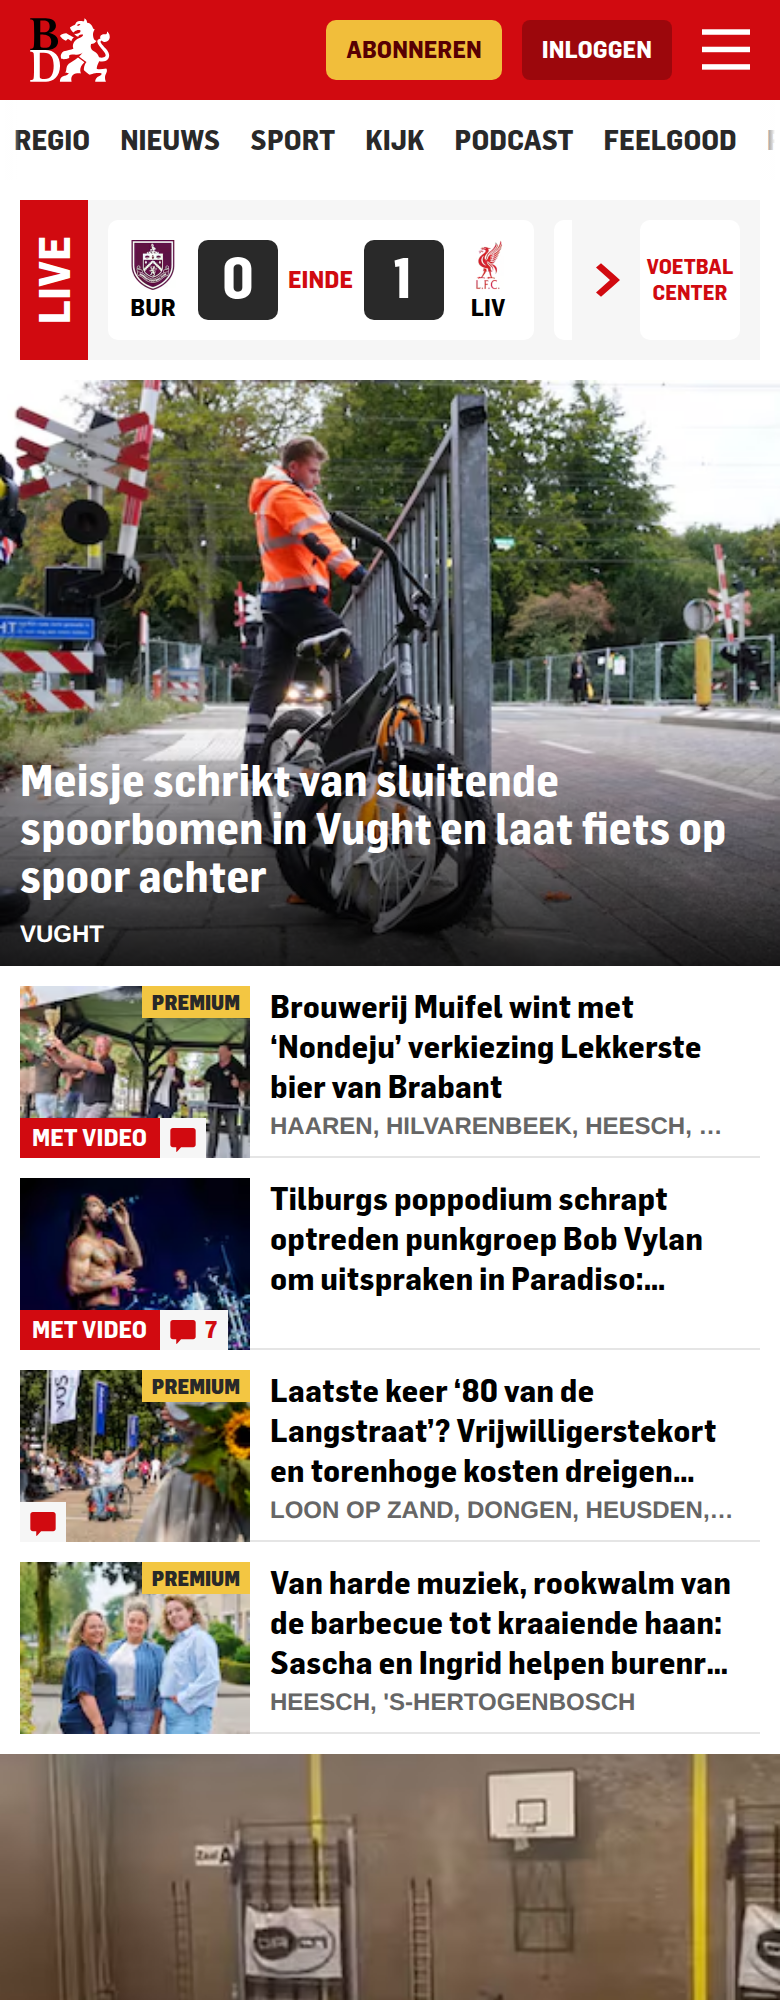 BD
ABONNEREN
INLOGGEN
REGIO NIEUWS SPORT KIJK PODCAST FEELGOOD
LIVE
BUR
0
EINDE
1
L.F.C.
LIV
VOETBAL
CENTER
Meisje schrikt van sluitende
spoorbomen in Vught en laat fiets op
spoor achter
VUGHT
PREMIUM
MET VIDEO
Brouwerij Muifel wint met
‘Nondeju’ verkiezing Lekkerste
bier van Brabant
HAAREN, HILVARENBEEK, HEESCH, ...
MET VIDEO
7
Tilburgs poppodium schrapt
optreden punkgroep Bob Vylan
om uitspraken in Paradiso:...
PREMIUM
Laatste keer ‘80 van de
Langstraat’? Vrijwilligerstekort
en torenhoge kosten dreigen...
LOON OP ZAND, DONGEN, HEUSDEN,...
PREMIUM
Van harde muziek, rookwalm van
de barbecue tot kraaiende haan:
Sascha en Ingrid helpen burenr...
HEESCH, 'S-HERTOGENBOSCH
Zaal A